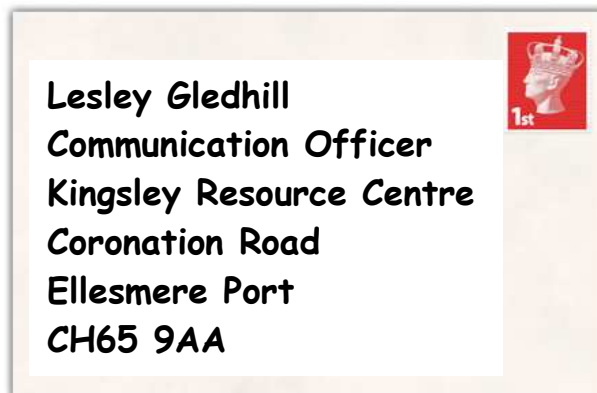 Lesley Gledhill
Communication Officer
Kingsley Resource Centre
Coronation Road
Ellesmere Port
CH65 9AA
1st